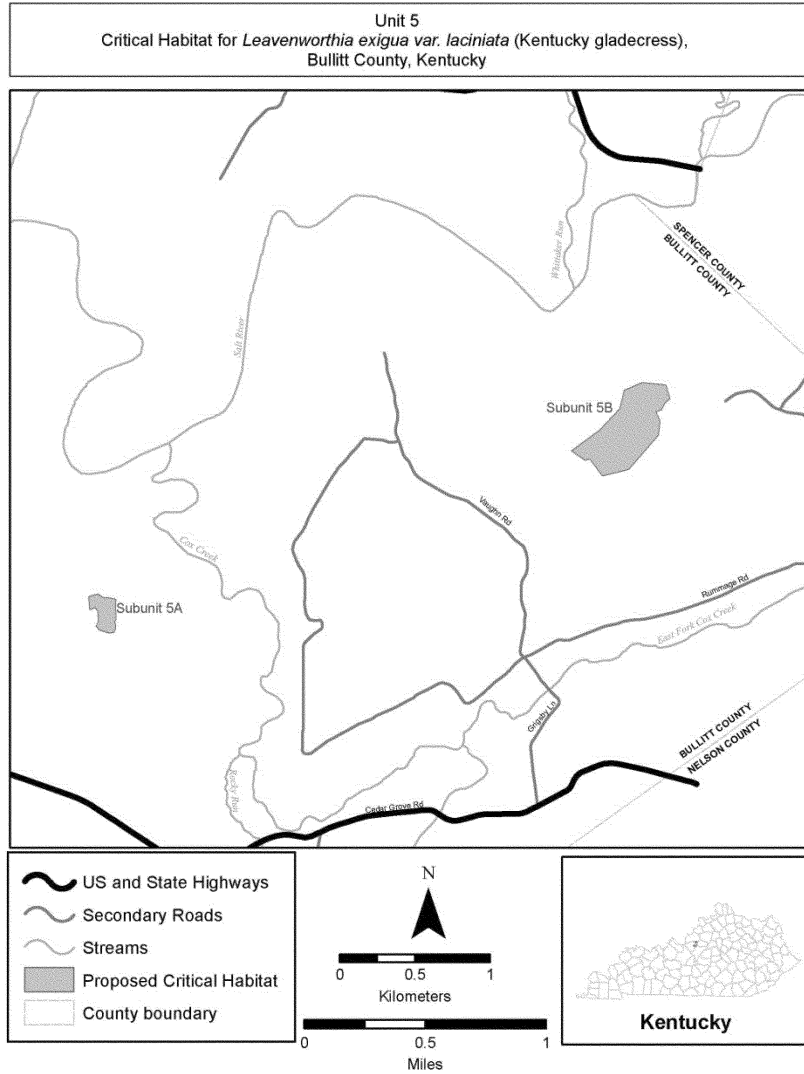 Unit 5
Critical Habitat for Leavenworthia exigua var. laciniata (Kentucky gladecress),
Bullitt County, Kentucky
Whittaker Run
SPENCER COUNTY
BULLITT COUNTY
Salt River
Subunit 5B
Vaughn Rd
Cox Creek
Rummage Rd
Subunit 5A
East Fork Cox Creek
Grigsby Ln
BULLITT COUNTY
NELSON COUNTY
Rocky Run
Cedar Grove Rd
US and State Highways
Secondary Roads
Streams
Proposed Critical Habitat
County boundary
N
0 0.5 1
Kilometers
0 0.5 1
Miles
Kentucky